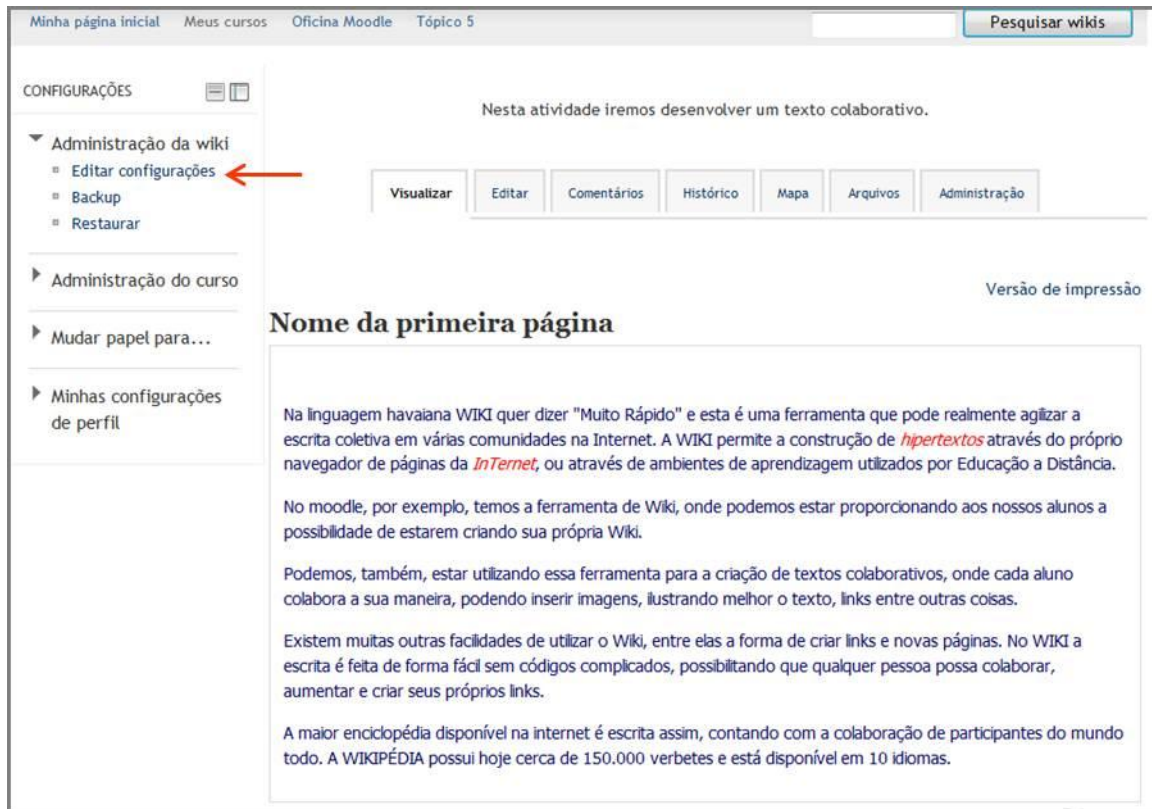 Minha página inicial Meus cursos Oficina Moodle Tópico 5 Pesquisar wikis
CONFIGURAÇÕES
Administração da wiki
Editar configurações
Backup
Restaurar
Administração do curso
Mudar papel para...
Minhas configurações
de perfil
Nesta atividade iremos desenvolver um texto colaborativo.
Visualizar Editar Comentários Histórico Mapa Arquivos Administração
Versão de impressão
Nome da primeira página
Na linguagem havaiana WIKI quer dizer "Muito Rápido" e esta é uma ferramenta que pode realmente agilizar a
escrita coletiva em várias comunidades na Internet. A WIKI permite a construção de hipertextos através do próprio
navegador de páginas da InTernet, ou através de ambientes de aprendizagem utilizados por Educação a Distância.
No moodle, por exemplo, temos a ferramenta de Wiki, onde podemos estar proporcionando aos nossos alunos a
possibilidade de estarem criando sua própria Wiki.
Podemos, também, estar utilizando essa ferramenta para a criação de textos colaborativos, onde cada aluno
colabora a sua maneira, podendo inserir imagens, ilustrando melhor o texto, links entre outras coisas.
Existem muitas outras facilidades de utilizar o Wiki, entre elas a forma de criar links e novas páginas. No WIKI a
escrita é feita de forma fácil sem códigos complicados, possibilitando que qualquer pessoa possa colaborar,
aumentar e criar seus próprios links.
A maior enciclopédia disponível na internet é escrita assim, contando com a colaboração de participantes do mundo
todo. A WIKIPÉDIA possui hoje cerca de 150.000 verbetes e está disponível em 10 idiomas.